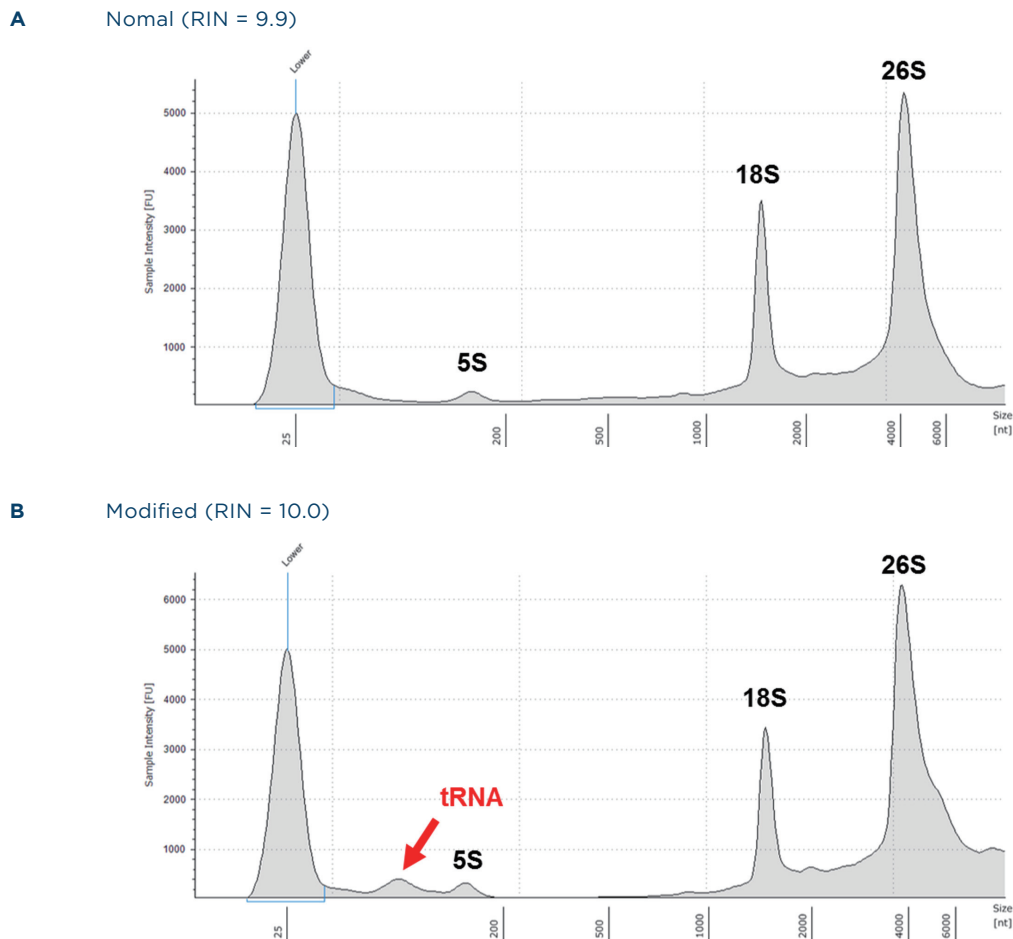 A Nomal (RIN = 9.9)
Lower
26S
5000
4000
18S
3000
Sample Intensity [FU]
2000
1000
5S
Size
[nt]
25 200 500 1000 2000 4000 6000
B Modified (RIN = 10.0)
Lower
26S
6000
5000
4000
18S
3000
Sample Intensity [FU]
2000
tRNA
1000
5S
Size
[nt]
25 200 500 1000 2000 4000 6000